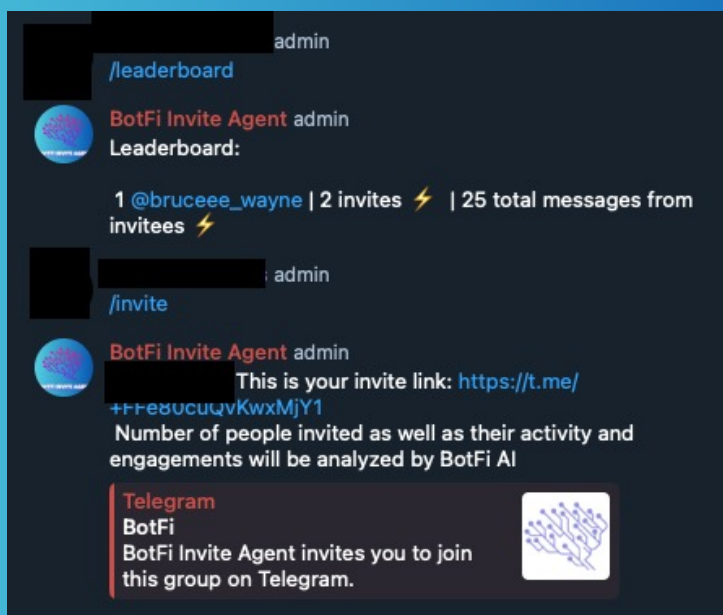 admin
/leaderboard
BotFi Invite Agent admin
Leaderboard:
1 @bruceee_wayne | 2 invites ⚡ | 25 total messages from
invitees ⚡
admin
/invite
BotFi Invite Agent admin
This is your invite link: https://t.me/
+FFe80cuQvKwxMjY1
Number of people invited as well as their activity and
engagements will be analyzed by BotFi AI
Telegram
BotFi
BotFi Invite Agent invites you to join
this group on Telegram.